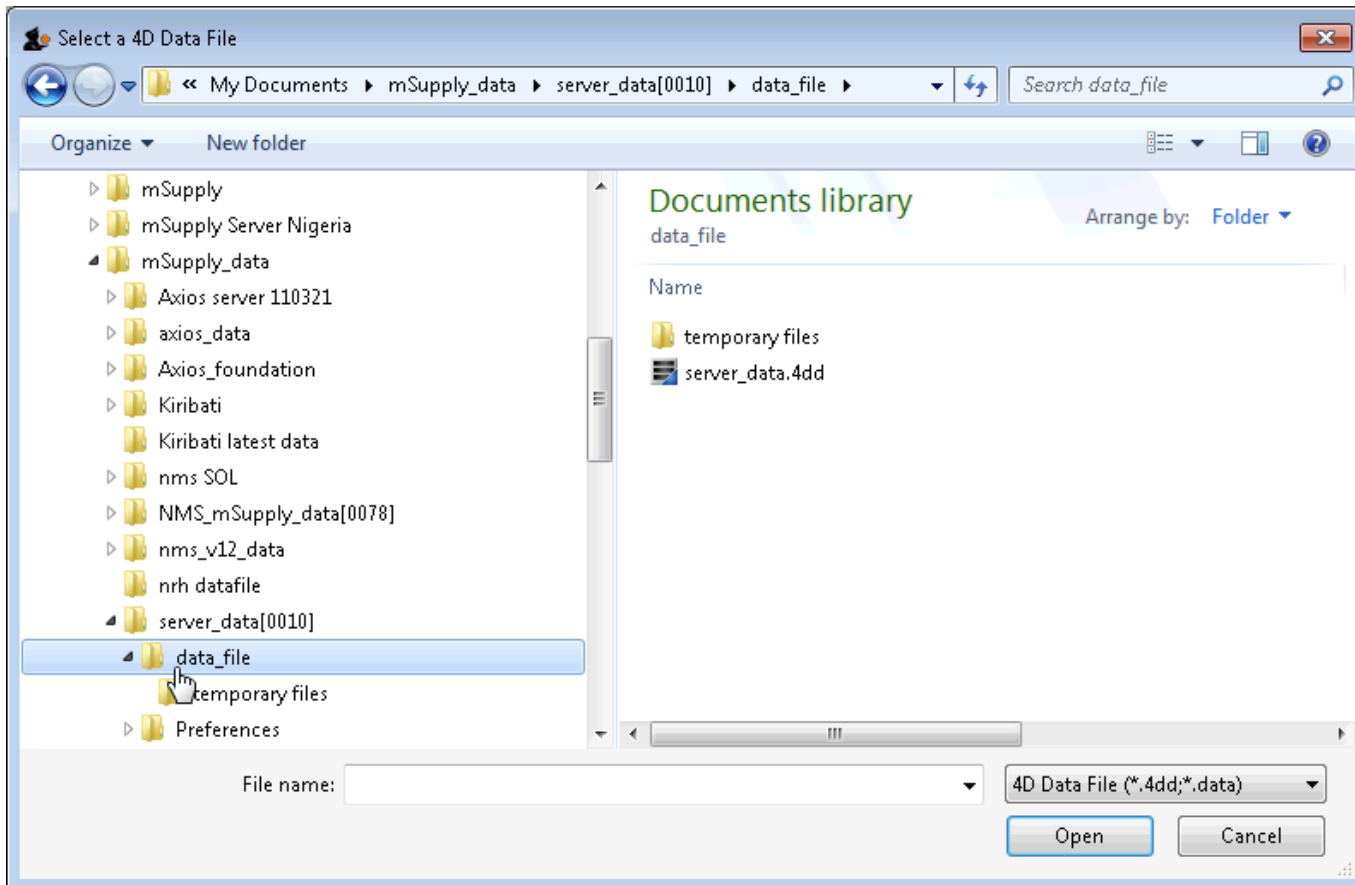 Select a 4D Data File
« My Documents mSupply_data server_data[0010] data_file
Search data_file
Organize New folder
mSupply
mSupply Server Nigeria
mSupply_data
Axios server 110321
axios_data
Axios_foundation
Kiribati
Kiribati latest data
nms SOL
NMS_mSupply_data[0078]
nms_v12_data
nrh datafile
server_data[0010]
data_file
temporary files
Preferences
Documents library
data_file
Arrange by: Folder
Name
temporary files
server_data.4dd
File name:
4D Data File (*.4dd;*.data)
Open Cancel